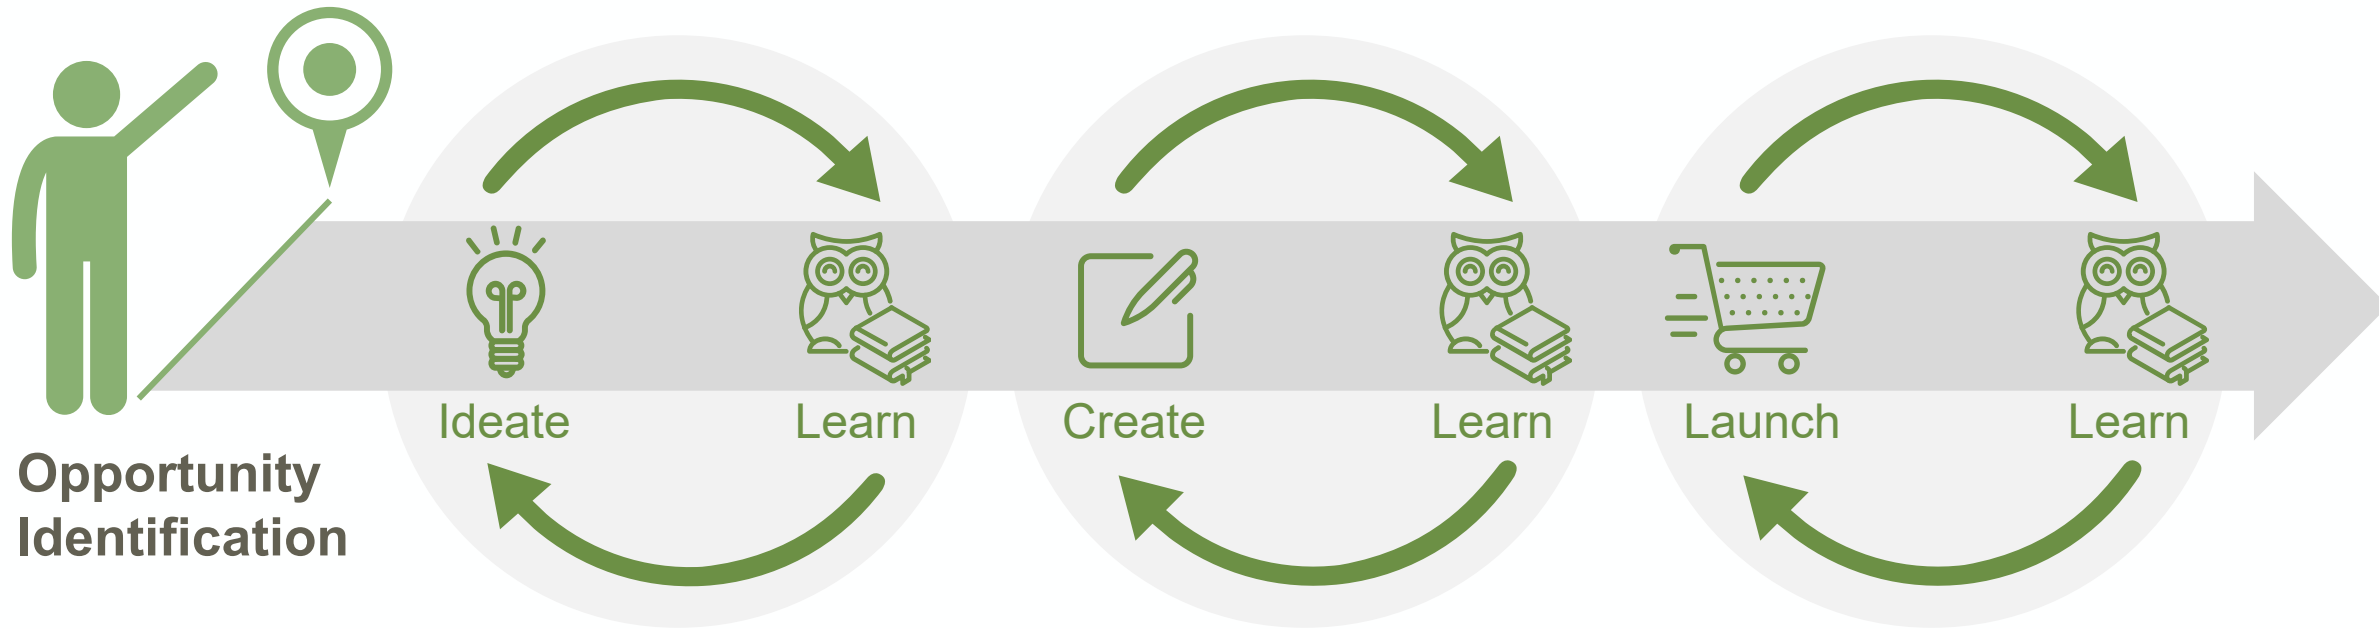 Ideate
Learn
Create
Learn
Launch
Learn
Opportunity
Identification